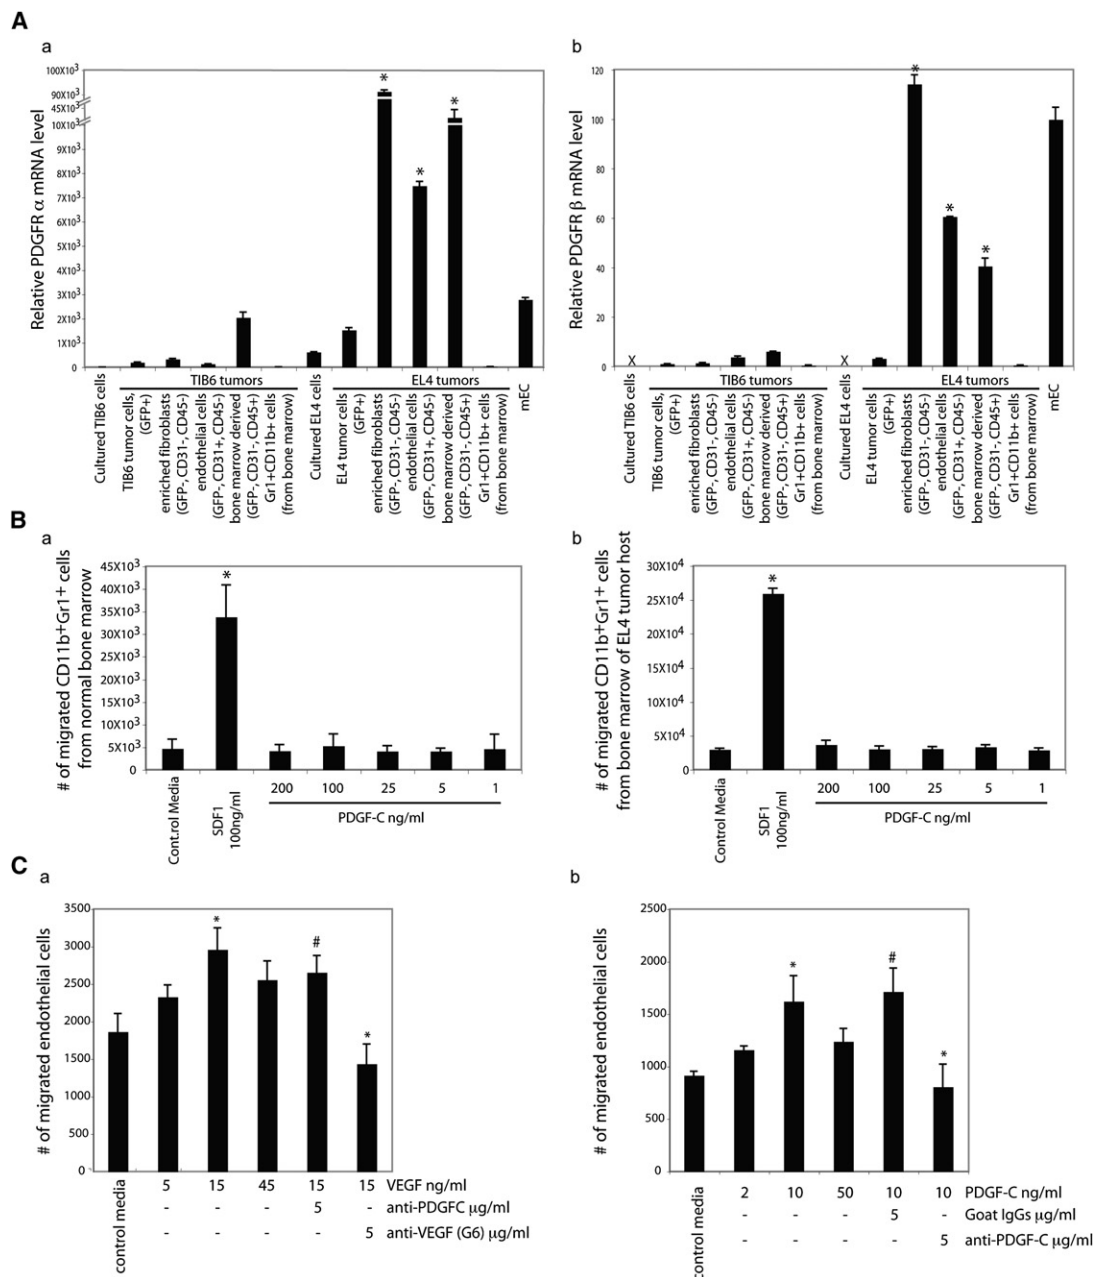 A
a
Relative PDGFR α mRNA level
100X10³
90X10³
45X10³
10X10³
8X10³
7X10³
6X10³
5X10³
4X10³
3X10³
2X10³
1X10³
0
* * *
Cultured TIB6 cells
TIB6 tumor cells,
(GFP+)
enriched fibroblasts
(GFP-, CD31-, CD45-)
endothelial cells
(GFP-, CD31+, CD45-)
bone marrow derived
(GFP-, CD31-, CD45+)
Gr1+CD11b+ cells
(from bone marrow)
TIB6 tumors
Cultured EL4 cells
EL4 tumor cells
(GFP+)
enriched fibroblasts
(GFP-, CD31-, CD45-)
endothelial cells
(GFP-, CD31+, CD45-)
bone marrow derived
(GFP-, CD31-, CD45+)
Gr1+CD11b+ cells
(from bone marrow)
EL4 tumors
mEC
b
Relative PDGFR β mRNA level
120
100
80
60
40
20
0
* * *
X X
Cultured TIB6 cells
TIB6 tumor cells,
(GFP+)
enriched fibroblasts
(GFP-, CD31-, CD45-)
endothelial cells
(GFP-, CD31+, CD45-)
bone marrow derived
(GFP-, CD31-, CD45+)
Gr1+CD11b+ cells
(from bone marrow)
TIB6 tumors
Cultured EL4 cells
EL4 tumor cells
(GFP+)
enriched fibroblasts
(GFP-, CD31-, CD45-)
endothelial cells
(GFP-, CD31+, CD45-)
bone marrow derived
(GFP-, CD31-, CD45+)
Gr1+CD11b+ cells
(from bone marrow)
EL4 tumors
mEC
B
a
# of migrated CD11b⁺Gr1⁺ cells
from normal bone marrow
45X10³
40X10³
35X10³
30X10³
25X10³
20X10³
15X10³
10X10³
5X10³
0
*
Cont.rol Media
SDF1
100ng/ml
200 100 25 5 1
PDGF-C ng/ml
b
# of migrated CD11b⁺Gr1⁺ cells
from bone marrow of EL4 tumor host
30X10⁴
25X10⁴
20X10⁴
15X10⁴
10X10⁴
5X10⁴
0
*
Control Media
SDF1
100ng/ml
200 100 25 5 1
PDGF-C ng/ml
C
a
# of migrated endothelial cells
3500
3000
2500
2000
1500
1000
500
0
* # *
control media
5 15 45 15 15 VEGF ng/ml
- - - 5 - anti-PDGFC μg/ml
- - - - 5 anti-VEGF (G6) μg/ml
b
# of migrated endothelial cells
2500
2000
1500
1000
500
0
* # *
control media
2 10 50 10 10 PDGF-C ng/ml
- - - 5 - Goat IgGs μg/ml
- - - - 5 anti-PDGF-C μg/ml